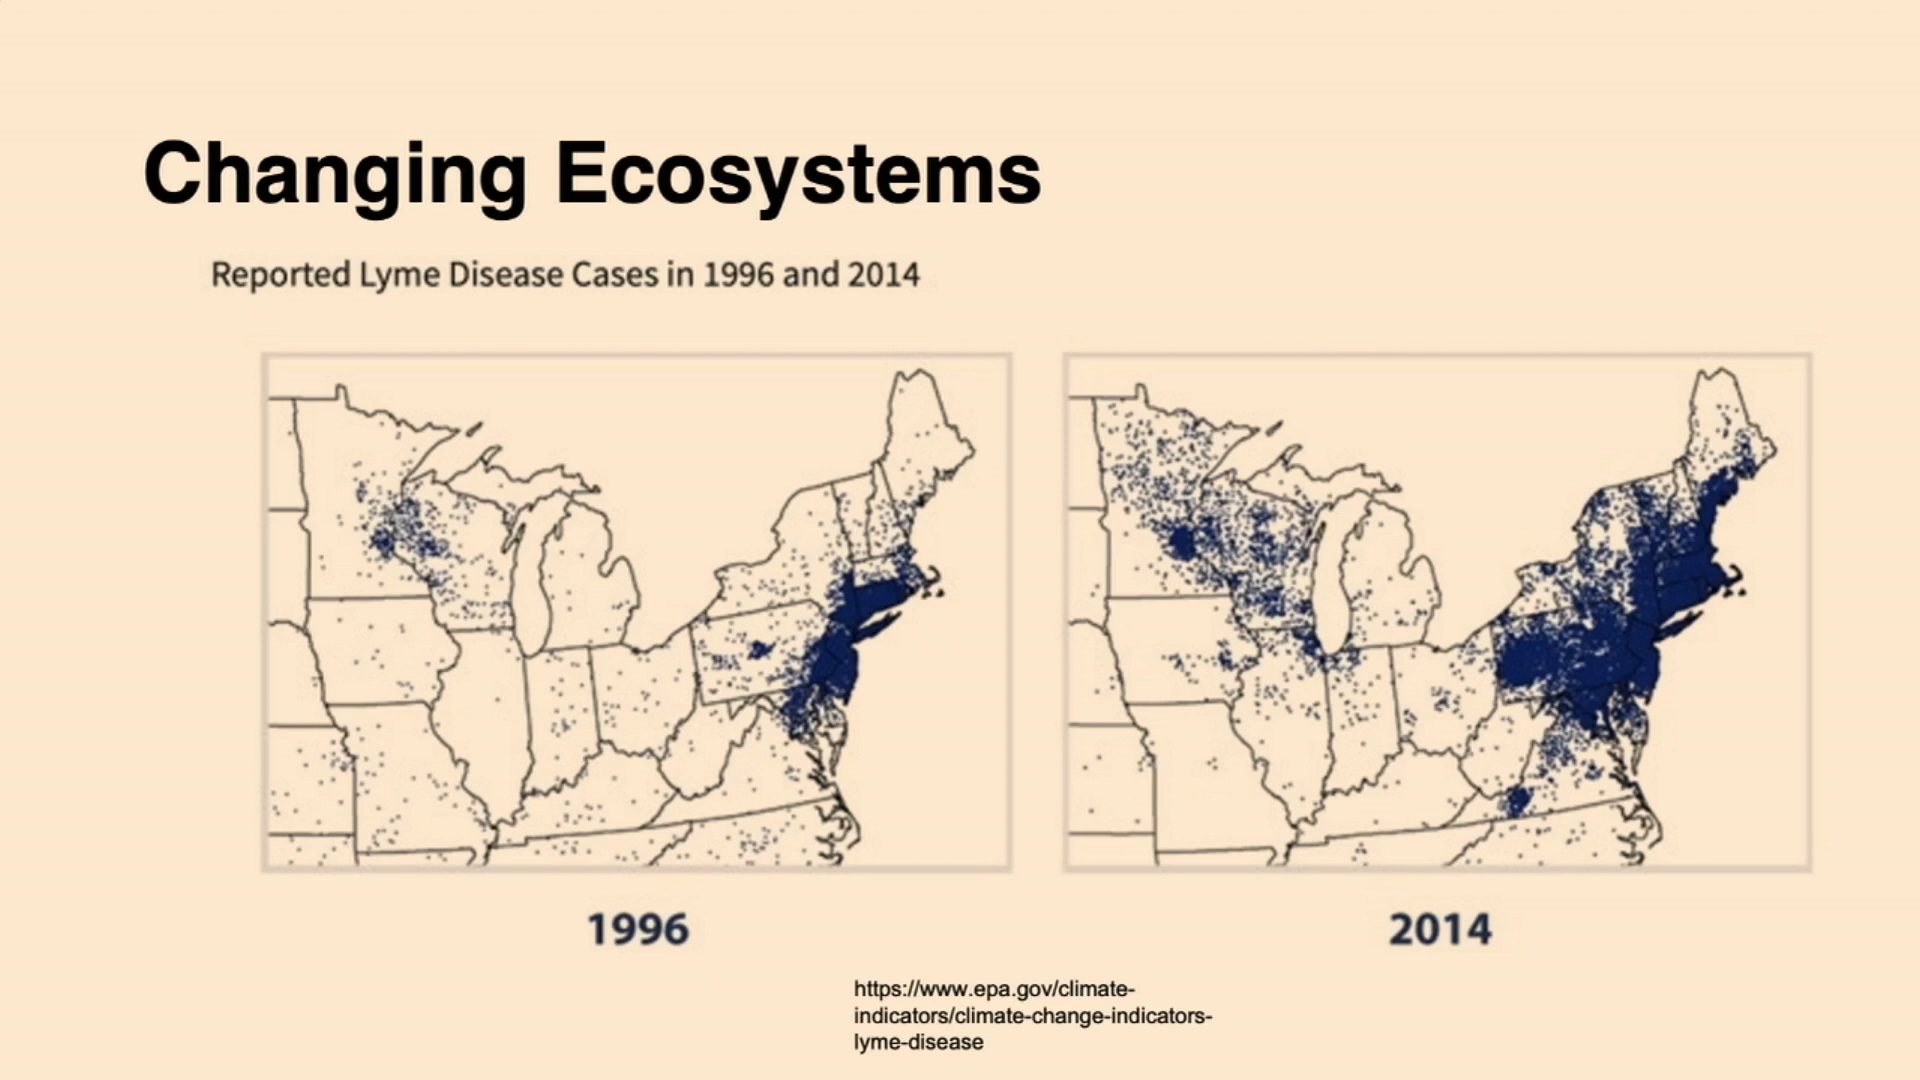 Changing Ecosystems
Reported Lyme Disease Cases in 1996 and 2014
1996
2014
https://www.epa.gov/climate-
indicators/climate-change-indicators-
lyme-disease